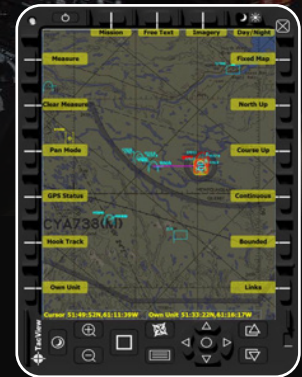 Mission Free Text Imagery Day/Night
Measure Fixed Map
Clear Measure North Up
Pan Mode Course Up
GPS Status Continuous
CYA738(M)
Hook Track Bounded
Own Unit Links
Cursor 51:49:52N,61:11:39W Own Unit 51:33:22N,61:16:17W
TacView